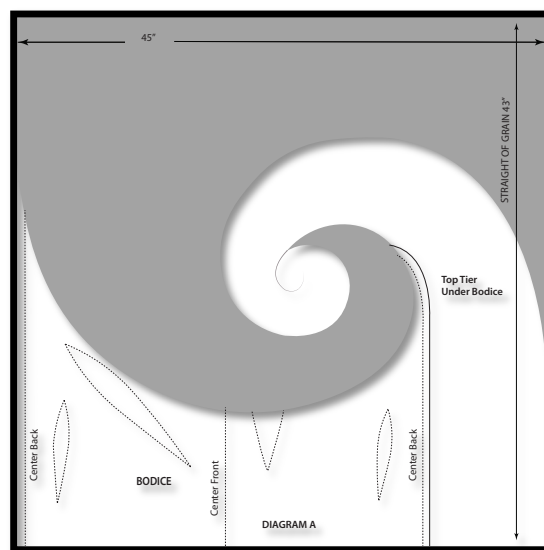 45"
STRAIGHT OF GRAIN 43"
Top Tier
Under Bodice
Center Back
BODICE
Center Front
Center Back
DIAGRAM A